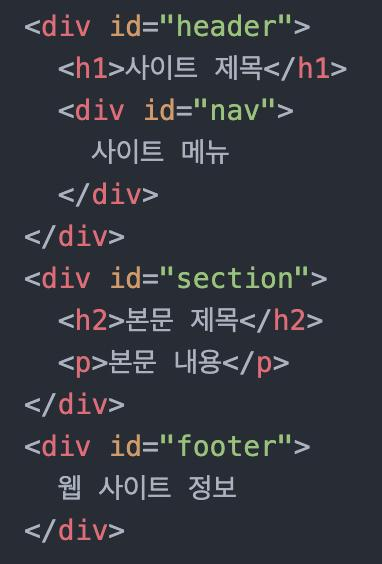 <div id="header">
<h1>사이트 제목</h1>
<div id="nav">
사이트 메뉴
</div>
</div>
<div id="section">
<h2>본문 제목</h2>
<p>본문 내용</p>
</div>
<div id="footer">
웹 사이트 정보
</div>